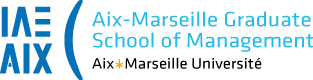 IAE
AIX
Aix-Marseille Graduate
School of Management
Aix✶Marseille Université